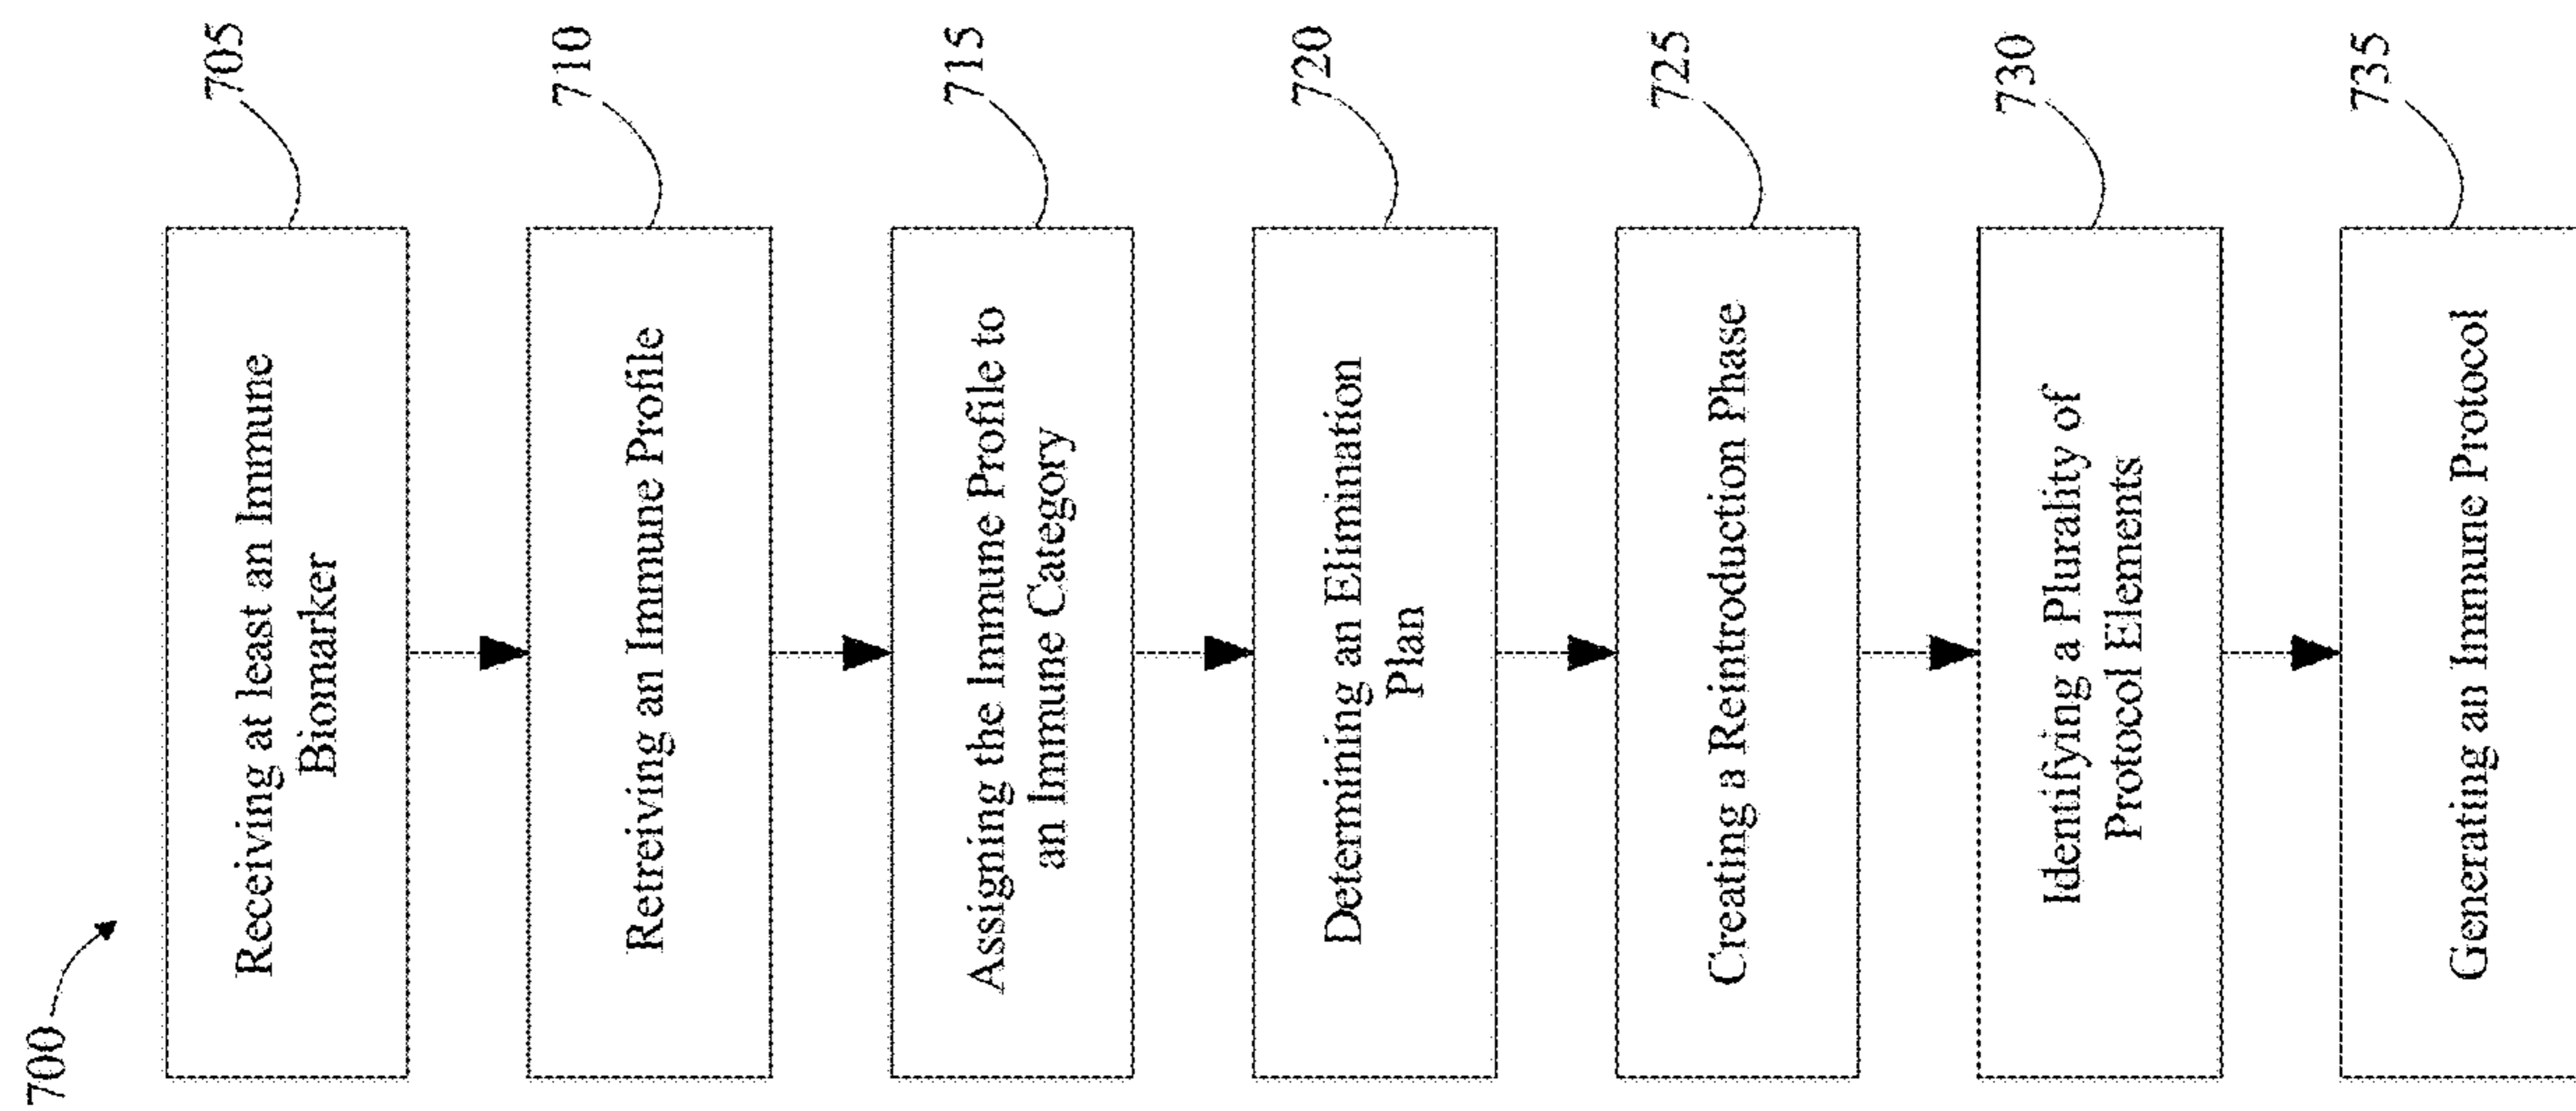 700
705
Receiving at least an Immune
Biomarker
710
Retreiving an Immune Profile
715
Assigning the Immune Profile to
an Immune Category
720
Determining an Elimination
Plan
725
Creating a Reintroduction Phase
730
Identifying a Plurality of
Protocol Elements
735
Generating an Immune Protocol